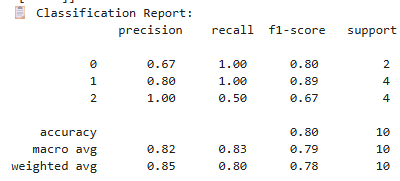 [ ]]
📋 Classification Report:
precision recall f1-score support
0 0.67 1.00 0.80 2
1 0.80 1.00 0.89 4
2 1.00 0.50 0.67 4
accuracy 0.80 10
macro avg 0.82 0.83 0.79 10
weighted avg 0.85 0.80 0.78 10